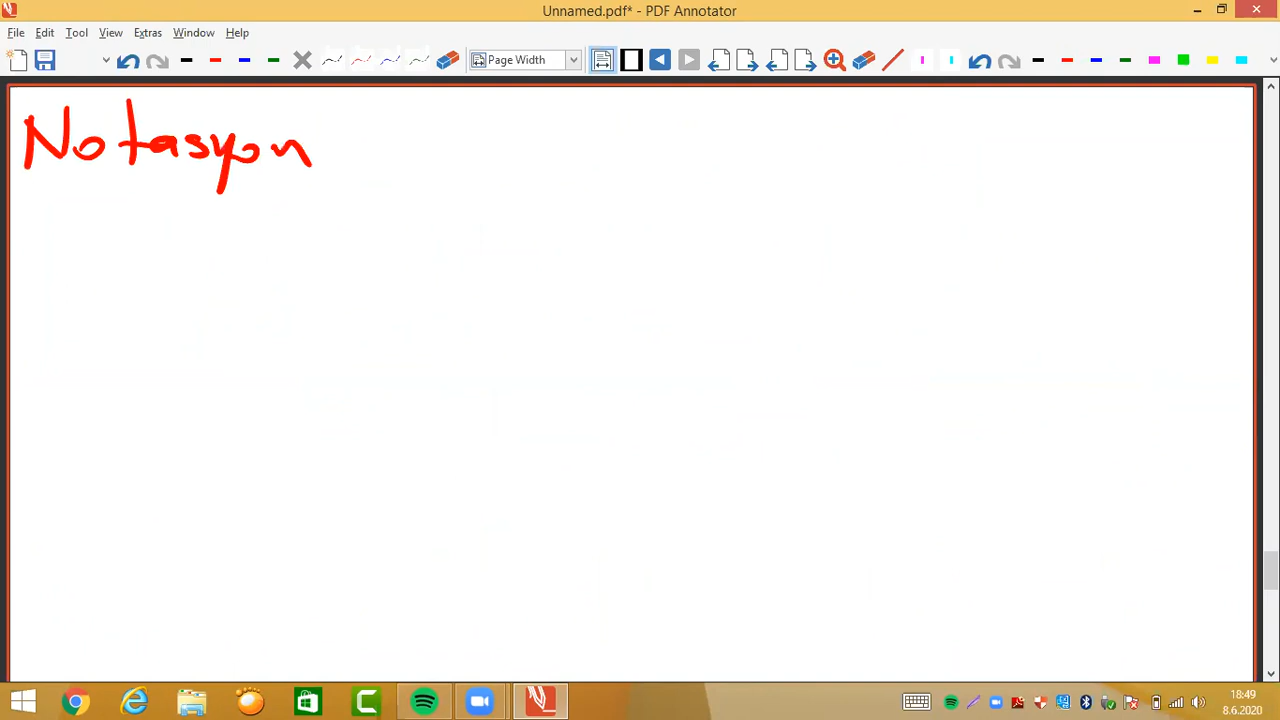 Unnamed.pdf* - PDF Annotator
File Edit Tool View Extras Window Help
Page Width
Notasyon
18:49
8.6.2020